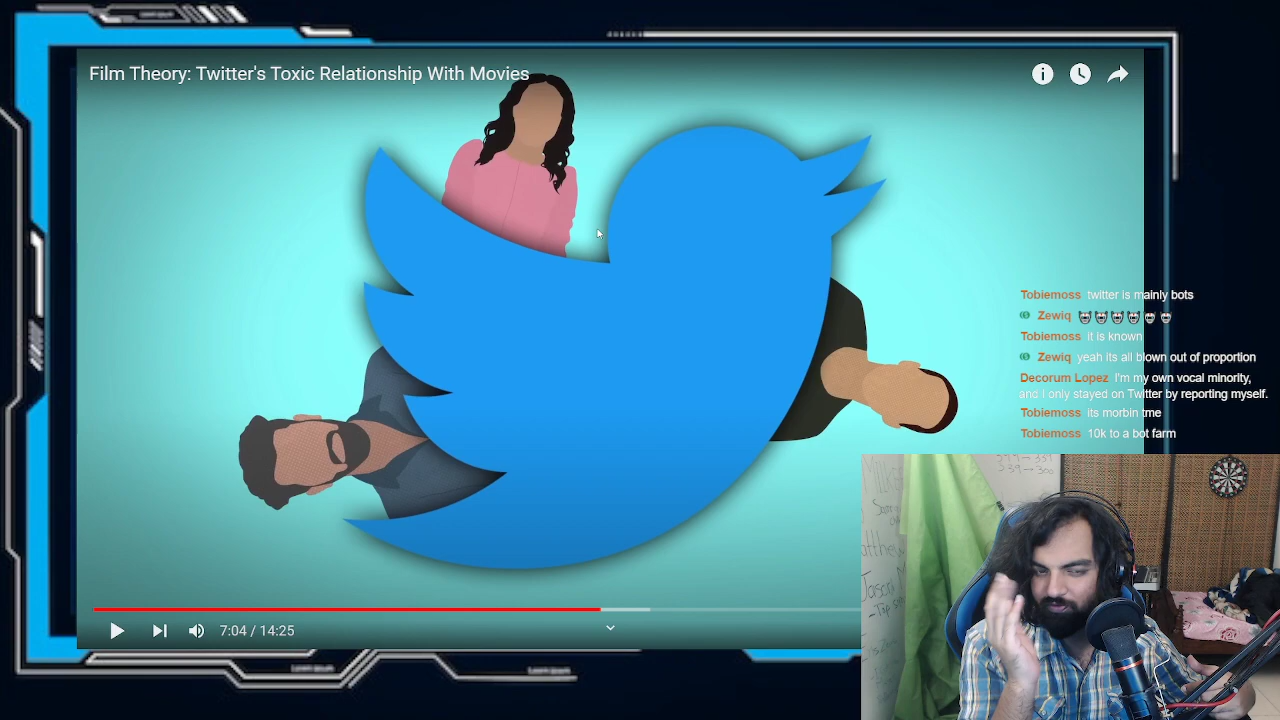 Film Theory: Twitter's Toxic Relationship With Movies
Tobiemoss twitter is mainly bots
Zewiq
Tobiemoss it is known
Zewiq yeah its all blown out of proportion
Decorum Lopez I'm my own vocal minority,
and I only stayed on Twitter by reporting myself.
Tobiemoss its morbin tme
Tobiemoss 10k to a bot farm
7:04 / 14:25